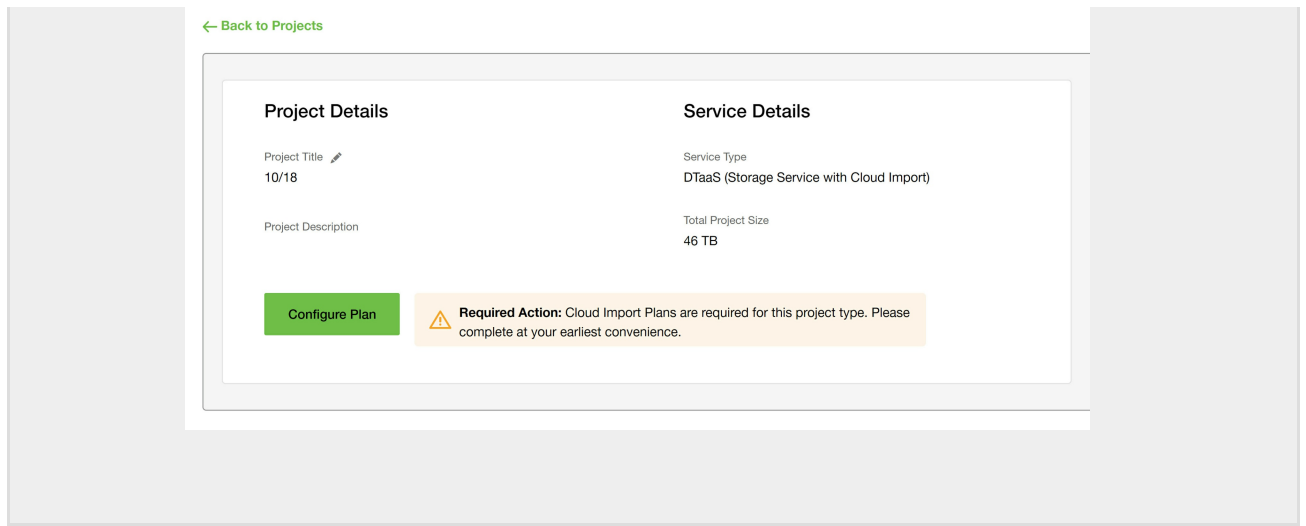 ← Back to Projects
Project Details
Project Title
10/18
Project Description
Service Details
Service Type
DTaaS (Storage Service with Cloud Import)
Total Project Size
46 TB
Configure Plan
Required Action: Cloud Import Plans are required for this project type. Please
complete at your earliest convenience.